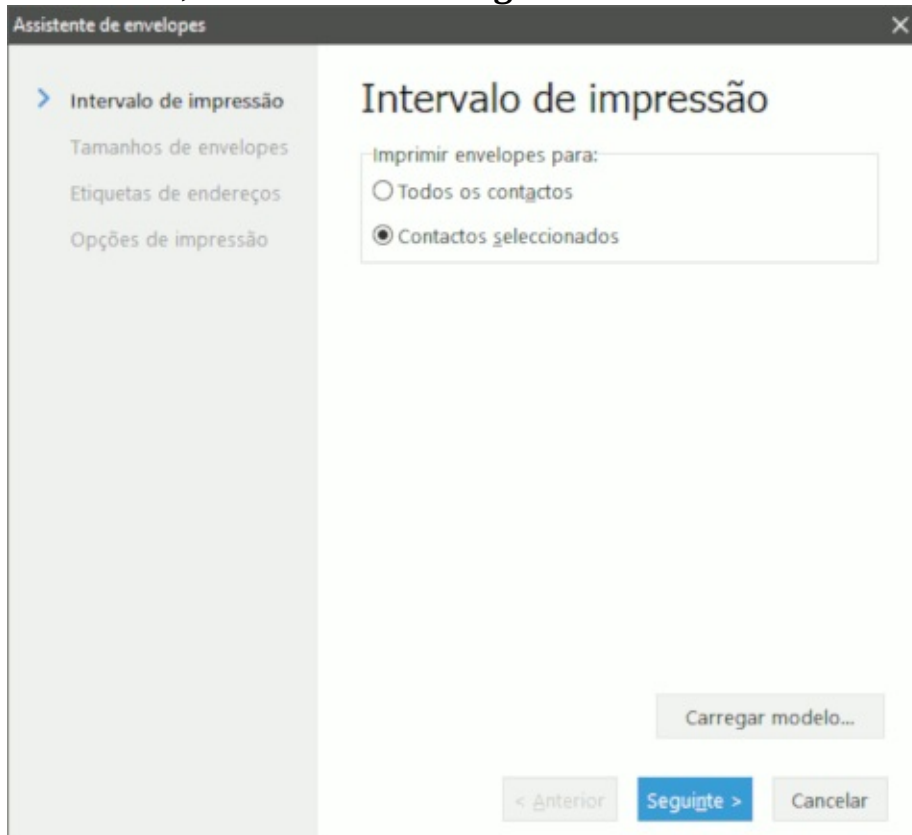 Assistente de envelopes
Intervalo de impressão
Tamanhos de envelopes
Etiquetas de endereços
Opções de impressão
Intervalo de impressão
Imprimir envelopes para:
Todos os contactos
Contactos seleccionados
Carregar modelo...
< Anterior
Seguinte >
Cancelar